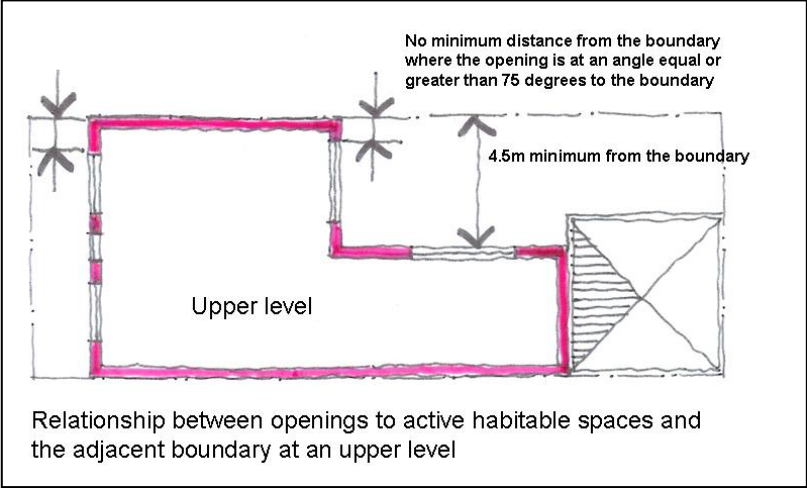 No minimum distance from the boundary
where the opening is at an angle equal or
greater than 75 degrees to the boundary
4.5m minimum from the boundary
Upper level
Relationship between openings to active habitable spaces and
the adjacent boundary at an upper level